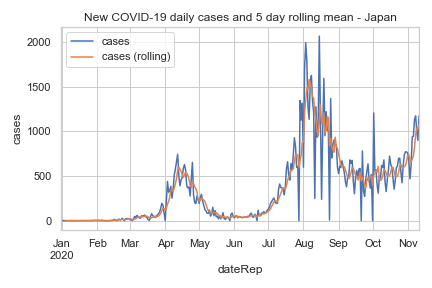 New COVID-19 daily cases and 5 day rolling mean - Japan
cases
cases (rolling)
2000
1500
1000
500
0
cases
Jan Feb Mar Apr May Jun Jul Aug Sep Oct Nov
2020
dateRep